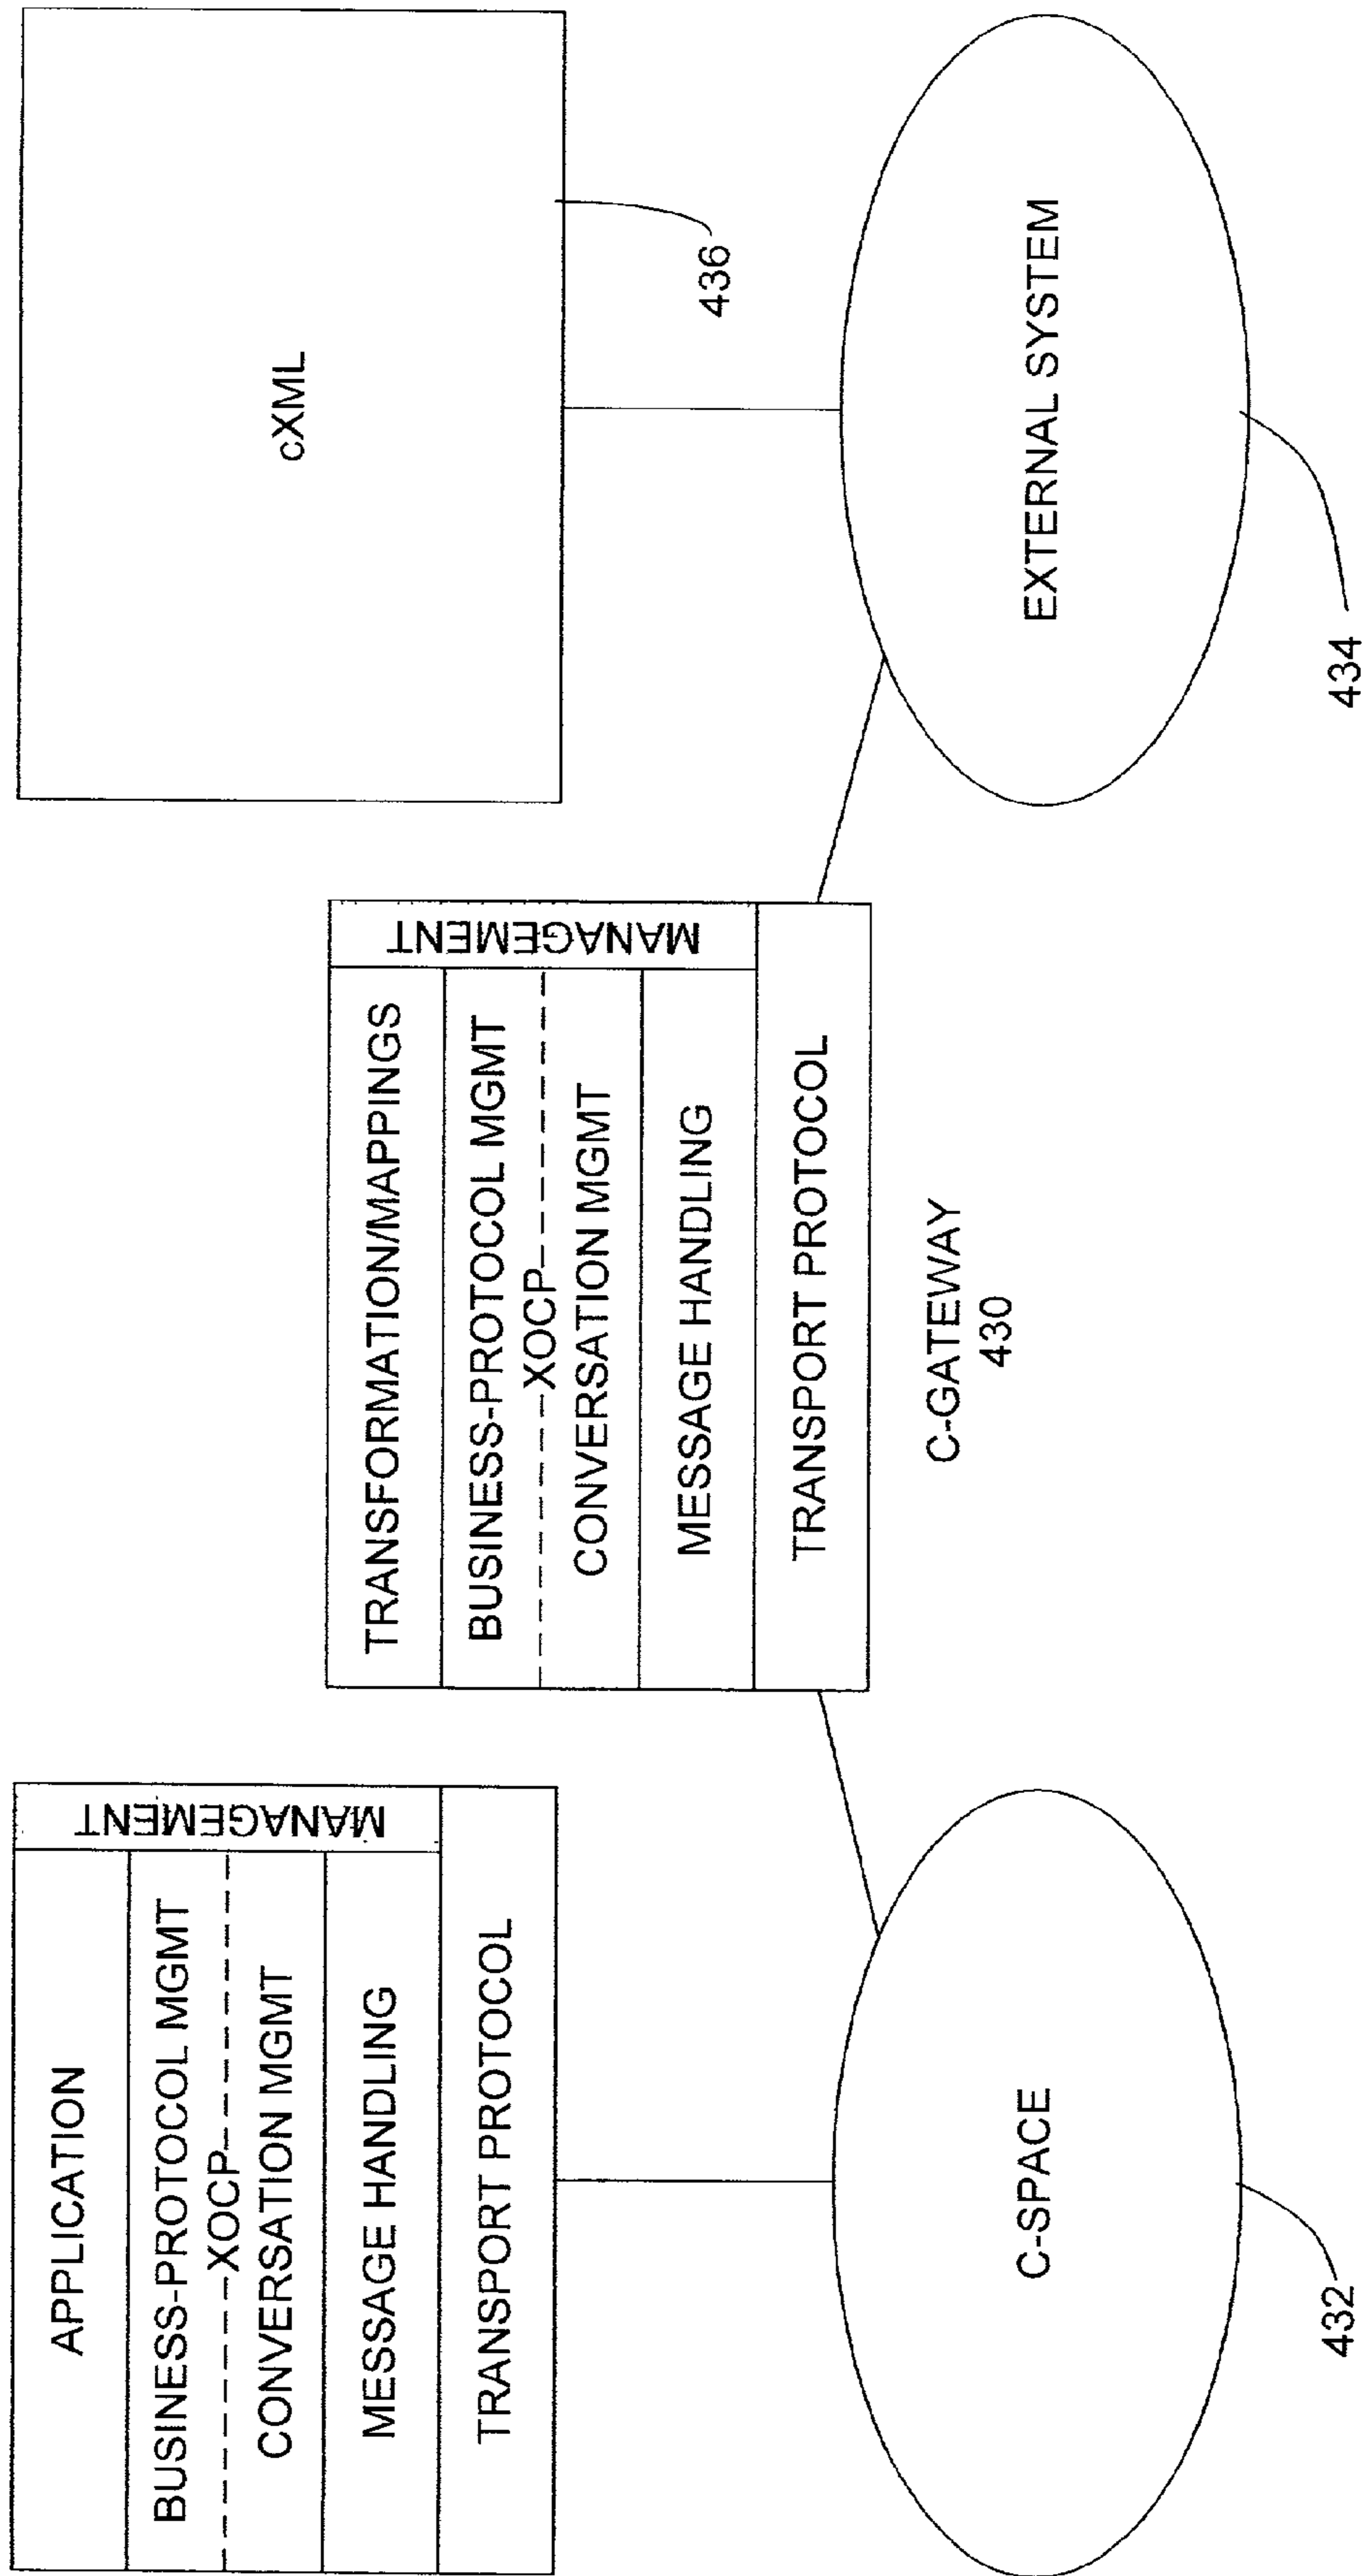 APPLICATION
BUSINESS-PROTOCOL MGMT
XOCP
CONVERSATION MGMT
MESSAGE HANDLING
TRANSPORT PROTOCOL
MANAGEMENT
C-SPACE
432
TRANSFORMATION/MAPPINGS
BUSINESS-PROTOCOL MGMT
XOCP
CONVERSATION MGMT
MESSAGE HANDLING
TRANSPORT PROTOCOL
MANAGEMENT
C-GATEWAY
430
cXML
436
EXTERNAL SYSTEM
434